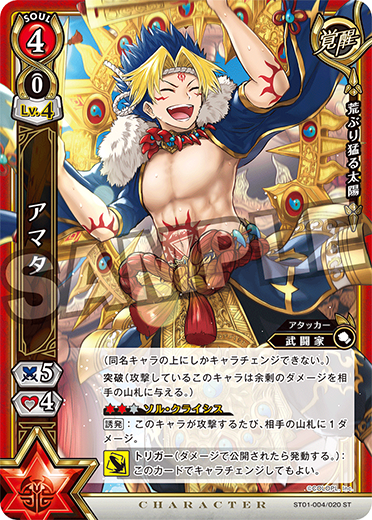 SOUL
4
0
Lv.4
覚醒
荒ぶり猛る太陽
アマタ
SAMPLE
アタッカー
武闘家
5
4
(同名キャラの上にしかキャラチェンジできない。)
突破(攻撃しているこのキャラは余剰のダメージを相
手の山札に与える。)
ソル・クライシス
誘発:このキャラが攻撃するたび、相手の山札に1ダ
メージ。
トリガー(ダメージで公開されたら発動する。):
このカードでキャラチェンジしてもよい。
©COLOPL, Inc.
CHARACTER
ST01-004/020 ST